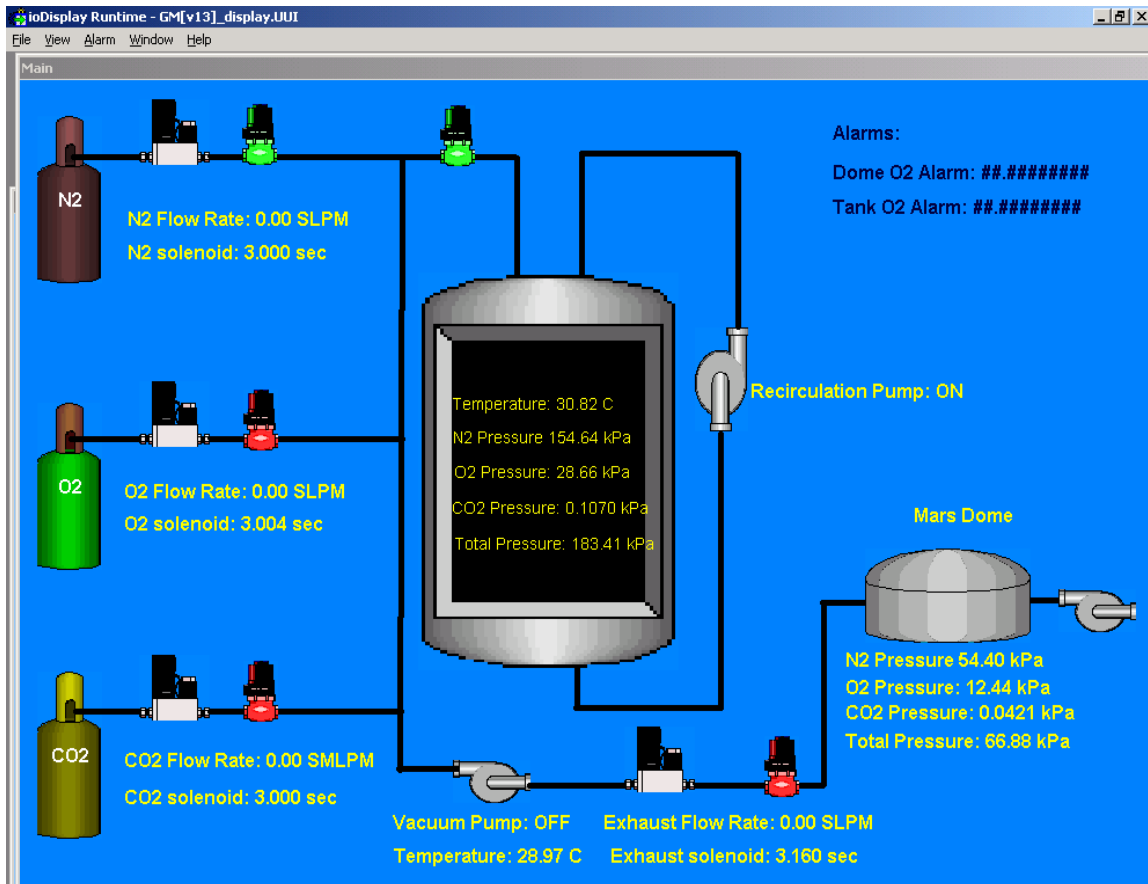 ioDisplay Runtime - GM[v13]_display.UUI
File View Alarm Window Help
Main
Alarms:
Dome O2 Alarm: ##.########
Tank O2 Alarm: ##.########
N2
N2 Flow Rate: 0.00 SLPM
N2 solenoid: 3.000 sec
Temperature: 30.82 C
N2 Pressure 154.64 kPa
O2 Pressure: 28.66 kPa
CO2 Pressure: 0.1070 kPa
Total Pressure: 183.41 kPa
Recirculation Pump: ON
O2
O2 Flow Rate: 0.00 SLPM
O2 solenoid: 3.004 sec
Mars Dome
N2 Pressure 54.40 kPa
O2 Pressure: 12.44 kPa
CO2 Pressure: 0.0421 kPa
Total Pressure: 66.88 kPa
CO2
CO2 Flow Rate: 0.00 SMLPM
CO2 solenoid: 3.000 sec
Vacuum Pump: OFF
Temperature: 28.97 C
Exhaust Flow Rate: 0.00 SLPM
Exhaust solenoid: 3.160 sec